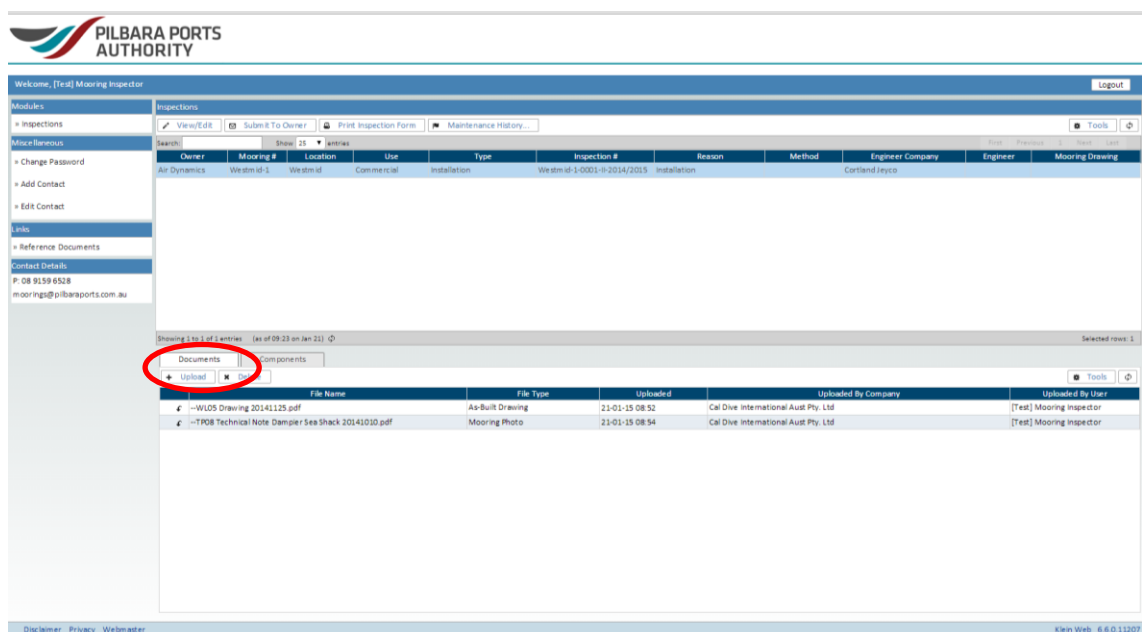 PILBARA PORTS
AUTHORITY
Welcome, [Test] Mooring Inspector
Logout
Modules
» Inspections
Miscellaneous
» Change Password
» Add Contact
» Edit Contact
Links
» Reference Documents
Contact Details
P: 08 9159 6528
moorings@pilbaraports.com.au
Inspections
View/Edit Submit To Owner Print Inspection Form Maintenance History... Tools
Search: Show 25 entries First Previous 1 Next Last
Owner Mooring # Location Use Type Inspection # Reason Method Engineer Company Engineer Mooring Drawing
Air Dynamics Westmid-1 Westmid Commercial Installation Westmid-1-0001-II-2014/2015 Installation Cortland Jeyco
Showing 1 to 1 of 1 entries (as of 09:23 on Jan 21) Selected rows: 1
Documents Components
+ Upload Tools
File Name File Type Uploaded Uploaded By Company Uploaded By User
--WL05 Drawing 20141125.pdf As-Built Drawing 21-01-15 08:52 Cal Dive International Aust Pty. Ltd [Test] Mooring Inspector
--TP08 Technical Note Dampier Sea Shack 20141010.pdf Mooring Photo 21-01-15 08:54 Cal Dive International Aust Pty. Ltd [Test] Mooring Inspector
Disclaimer Privacy Webmaster Klein Web 6.6.0.11207